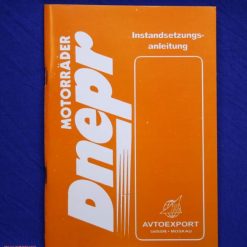 MOTORRÄDER
Dnepr
Instandsetzungs-
anleitung
AVTOEXPORT